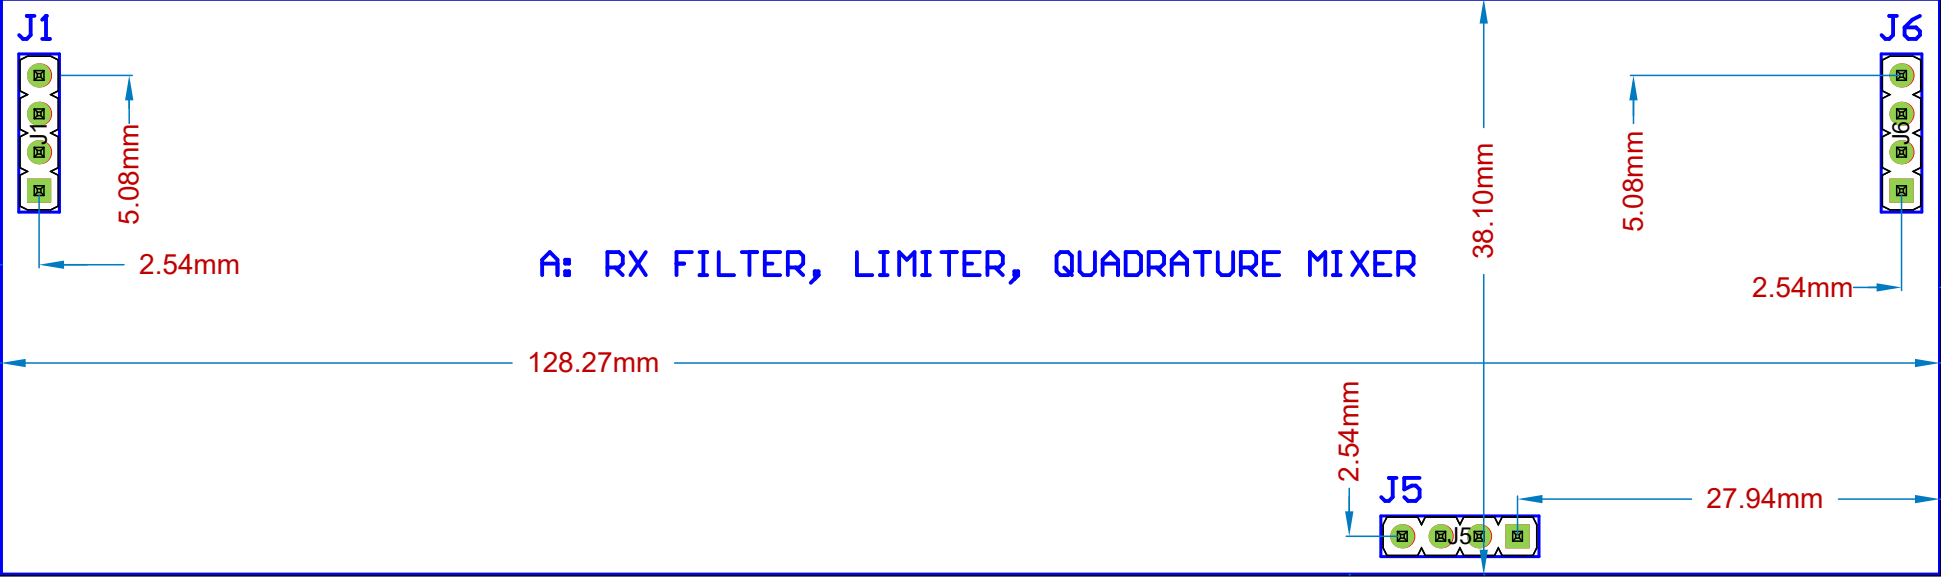 J1
J6
J1
5.08mm
38.10mm
5.08mm
J6
2.54mm
A: RX FILTER, LIMITER, QUADRATURE MIXER
2.54mm
128.27mm
2.54mm
J5
27.94mm
J5